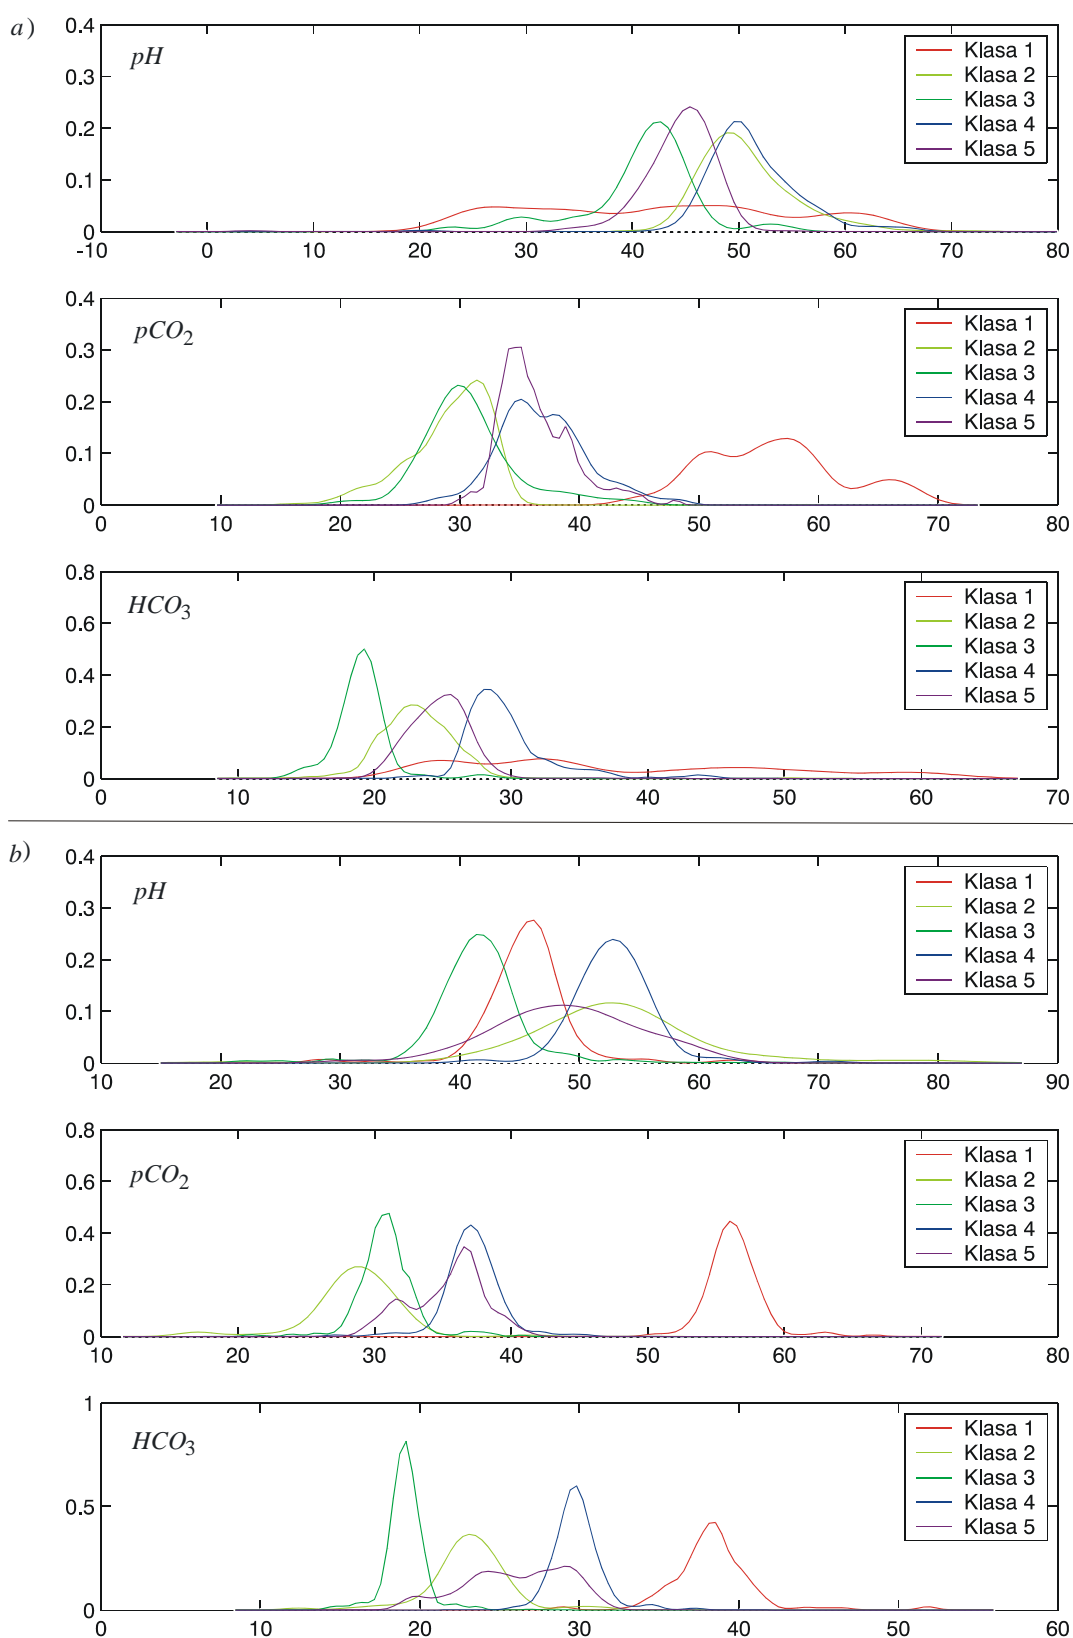 a)
pH
0.4
0.3
0.2
0.1
0
-10 0 10 20 30 40 50 60 70 80
Klasa 1
Klasa 2
Klasa 3
Klasa 4
Klasa 5
pCO2
0.4
0.3
0.2
0.1
0
0 10 20 30 40 50 60 70 80
Klasa 1
Klasa 2
Klasa 3
Klasa 4
Klasa 5
HCO3
0.8
0.6
0.4
0.2
0
0 10 20 30 40 50 60 70
Klasa 1
Klasa 2
Klasa 3
Klasa 4
Klasa 5
b)
pH
0.4
0.3
0.2
0.1
0
10 20 30 40 50 60 70 80 90
Klasa 1
Klasa 2
Klasa 3
Klasa 4
Klasa 5
pCO2
0.8
0.6
0.4
0.2
0
10 20 30 40 50 60 70 80
Klasa 1
Klasa 2
Klasa 3
Klasa 4
Klasa 5
HCO3
1
0.5
0
0 10 20 30 40 50 60
Klasa 1
Klasa 2
Klasa 3
Klasa 4
Klasa 5